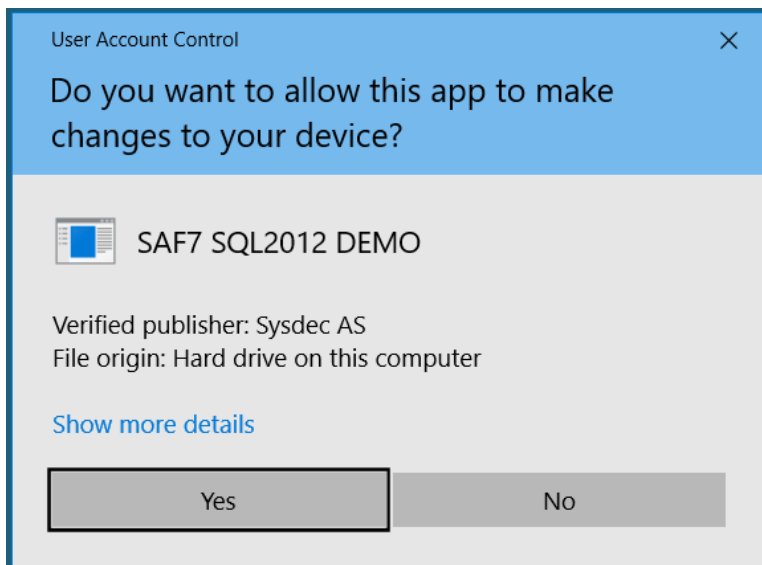 User Account Control
Do you want to allow this app to make
changes to your device?
SAF7 SQL2012 DEMO
Verified publisher: Sysdec AS
File origin: Hard drive on this computer
Show more details
Yes
No